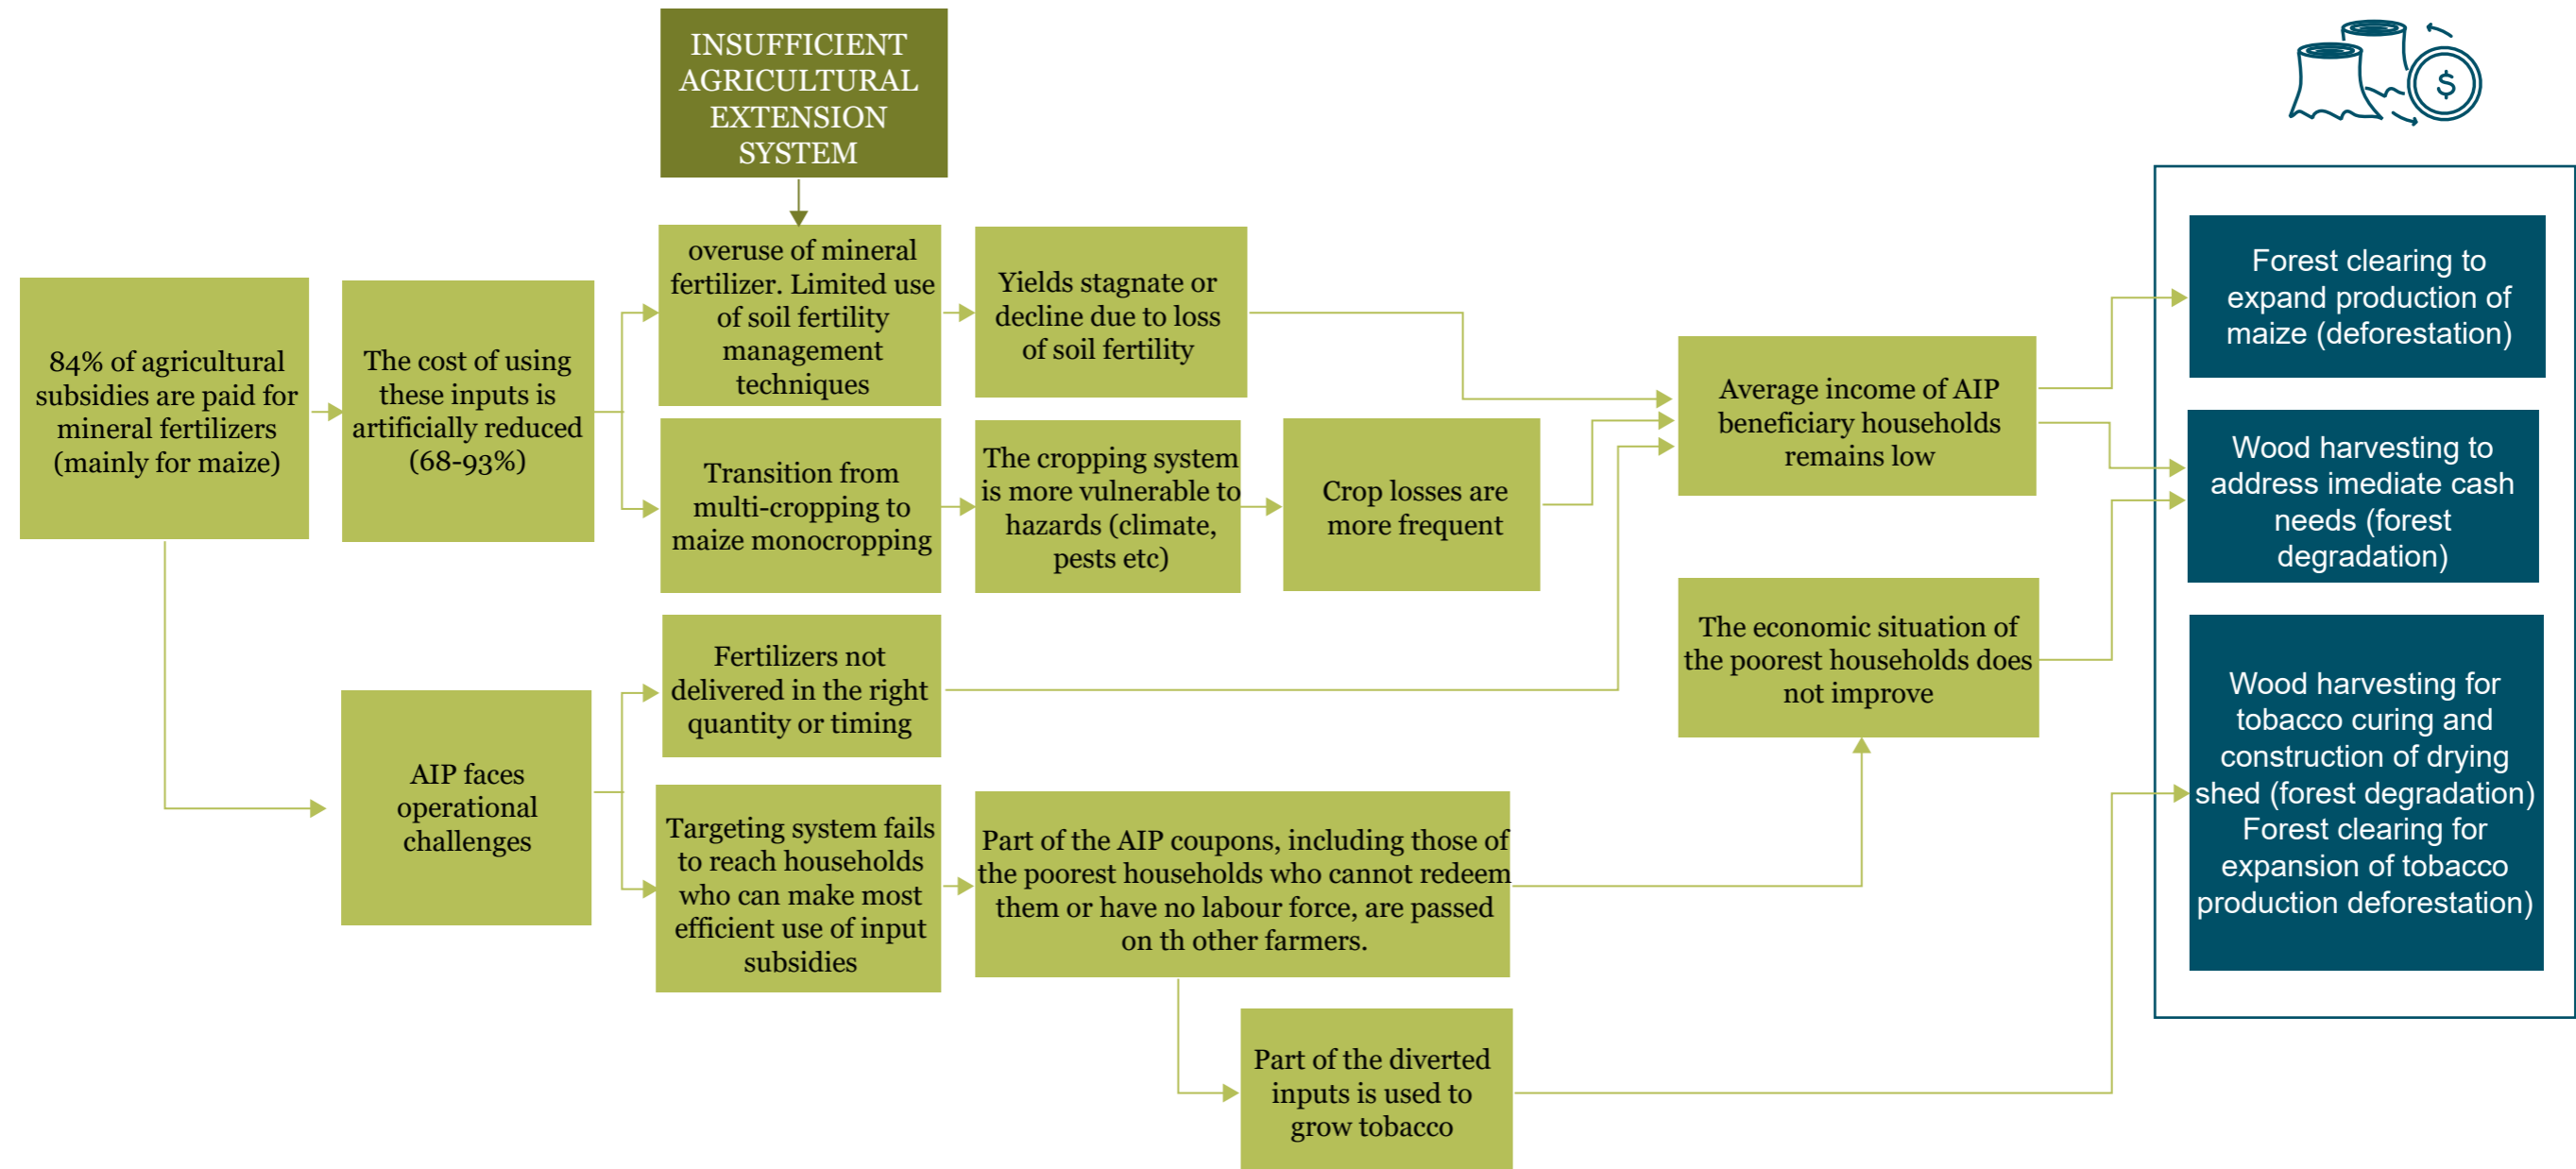 INSUFFICIENT
AGRICULTURAL
EXTENSION
SYSTEM
$
84% of agricultural
subsidies are paid for
mineral fertilizers
(mainly for maize)
The cost of using
these inputs is
artificially reduced
(68-93%)
overuse of mineral
fertilizer. Limited use
of soil fertility
management
techniques
Yields stagnate or
decline due to loss
of soil fertility
Transition from
multi-cropping to
maize monocropping
The cropping system
is more vulnerable to
hazards (climate,
pests etc)
Crop losses are
more frequent
Average income of AIP
beneficiary households
remains low
Forest clearing to
expand production of
maize (deforestation)
Wood harvesting to
address imediate cash
needs (forest
degradation)
AIP faces
operational
challenges
Fertilizers not
delivered in the right
quantity or timing
The economic situation of
the poorest households does
not improve
Targeting system fails
to reach households
who can make most
efficient use of input
subsidies
Part of the AIP coupons, including those of
the poorest households who cannot redeem
them or have no labour force, are passed
on th other farmers.
Part of the diverted
inputs is used to
grow tobacco
Wood harvesting for
tobacco curing and
construction of drying
shed (forest degradation)
Forest clearing for
expansion of tobacco
production deforestation)